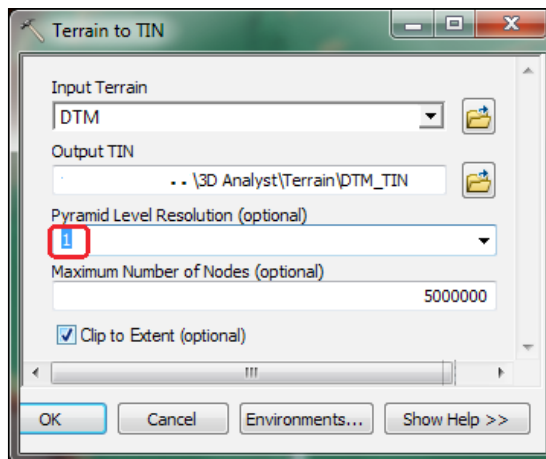 Terrain to TIN
Input Terrain
DTM
Output TIN
\3D Analyst\Terrain\DTM_TIN
Pyramid Level Resolution (optional)
1
Maximum Number of Nodes (optional)
5000000
Clip to Extent (optional)
OK Cancel Environments... Show Help >>